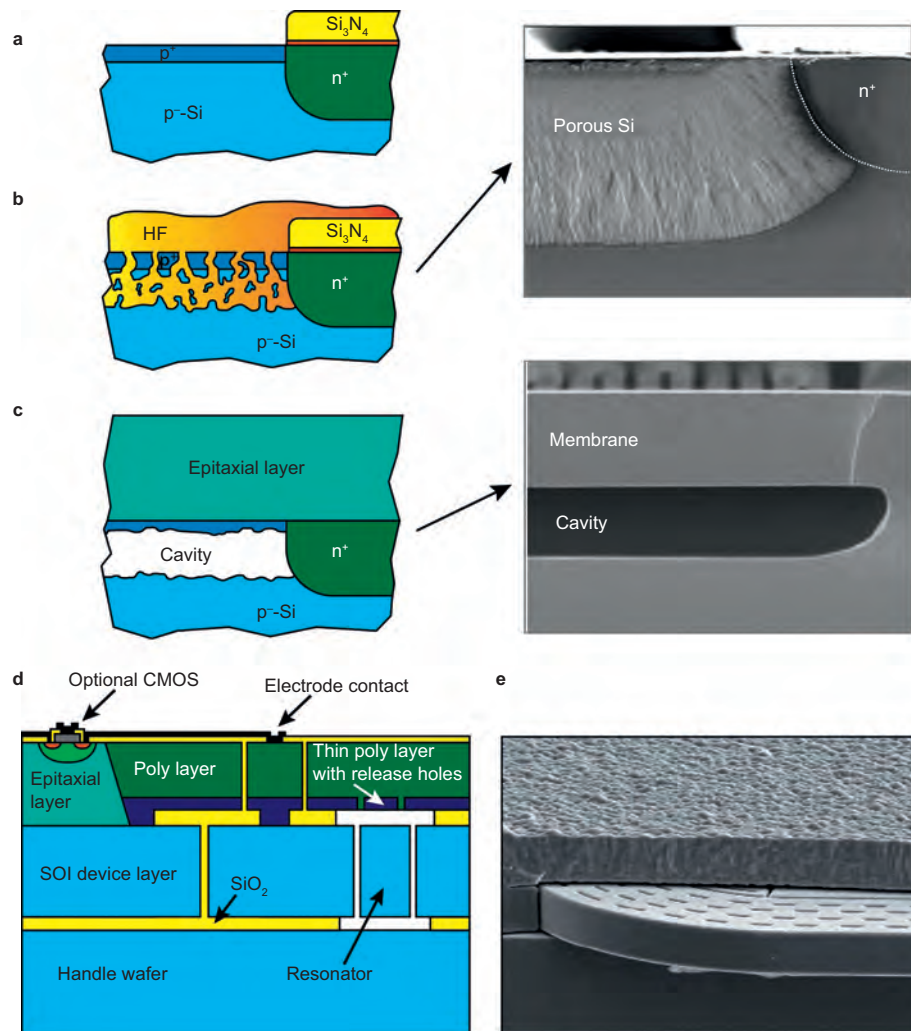 a
Si₃N₄
p⁺
n⁺
p⁻-Si
Porous Si
n⁺
b
HF
Si₃N₄
p⁺
n⁺
p⁻-Si
c
Epitaxial layer
Cavity
n⁺
p⁻-Si
Membrane
Cavity
d
Optional CMOS
Electrode contact
Epitaxial
layer
Poly layer
Thin poly layer
with release holes
SOI device layer
SiO₂
Handle wafer
Resonator
e